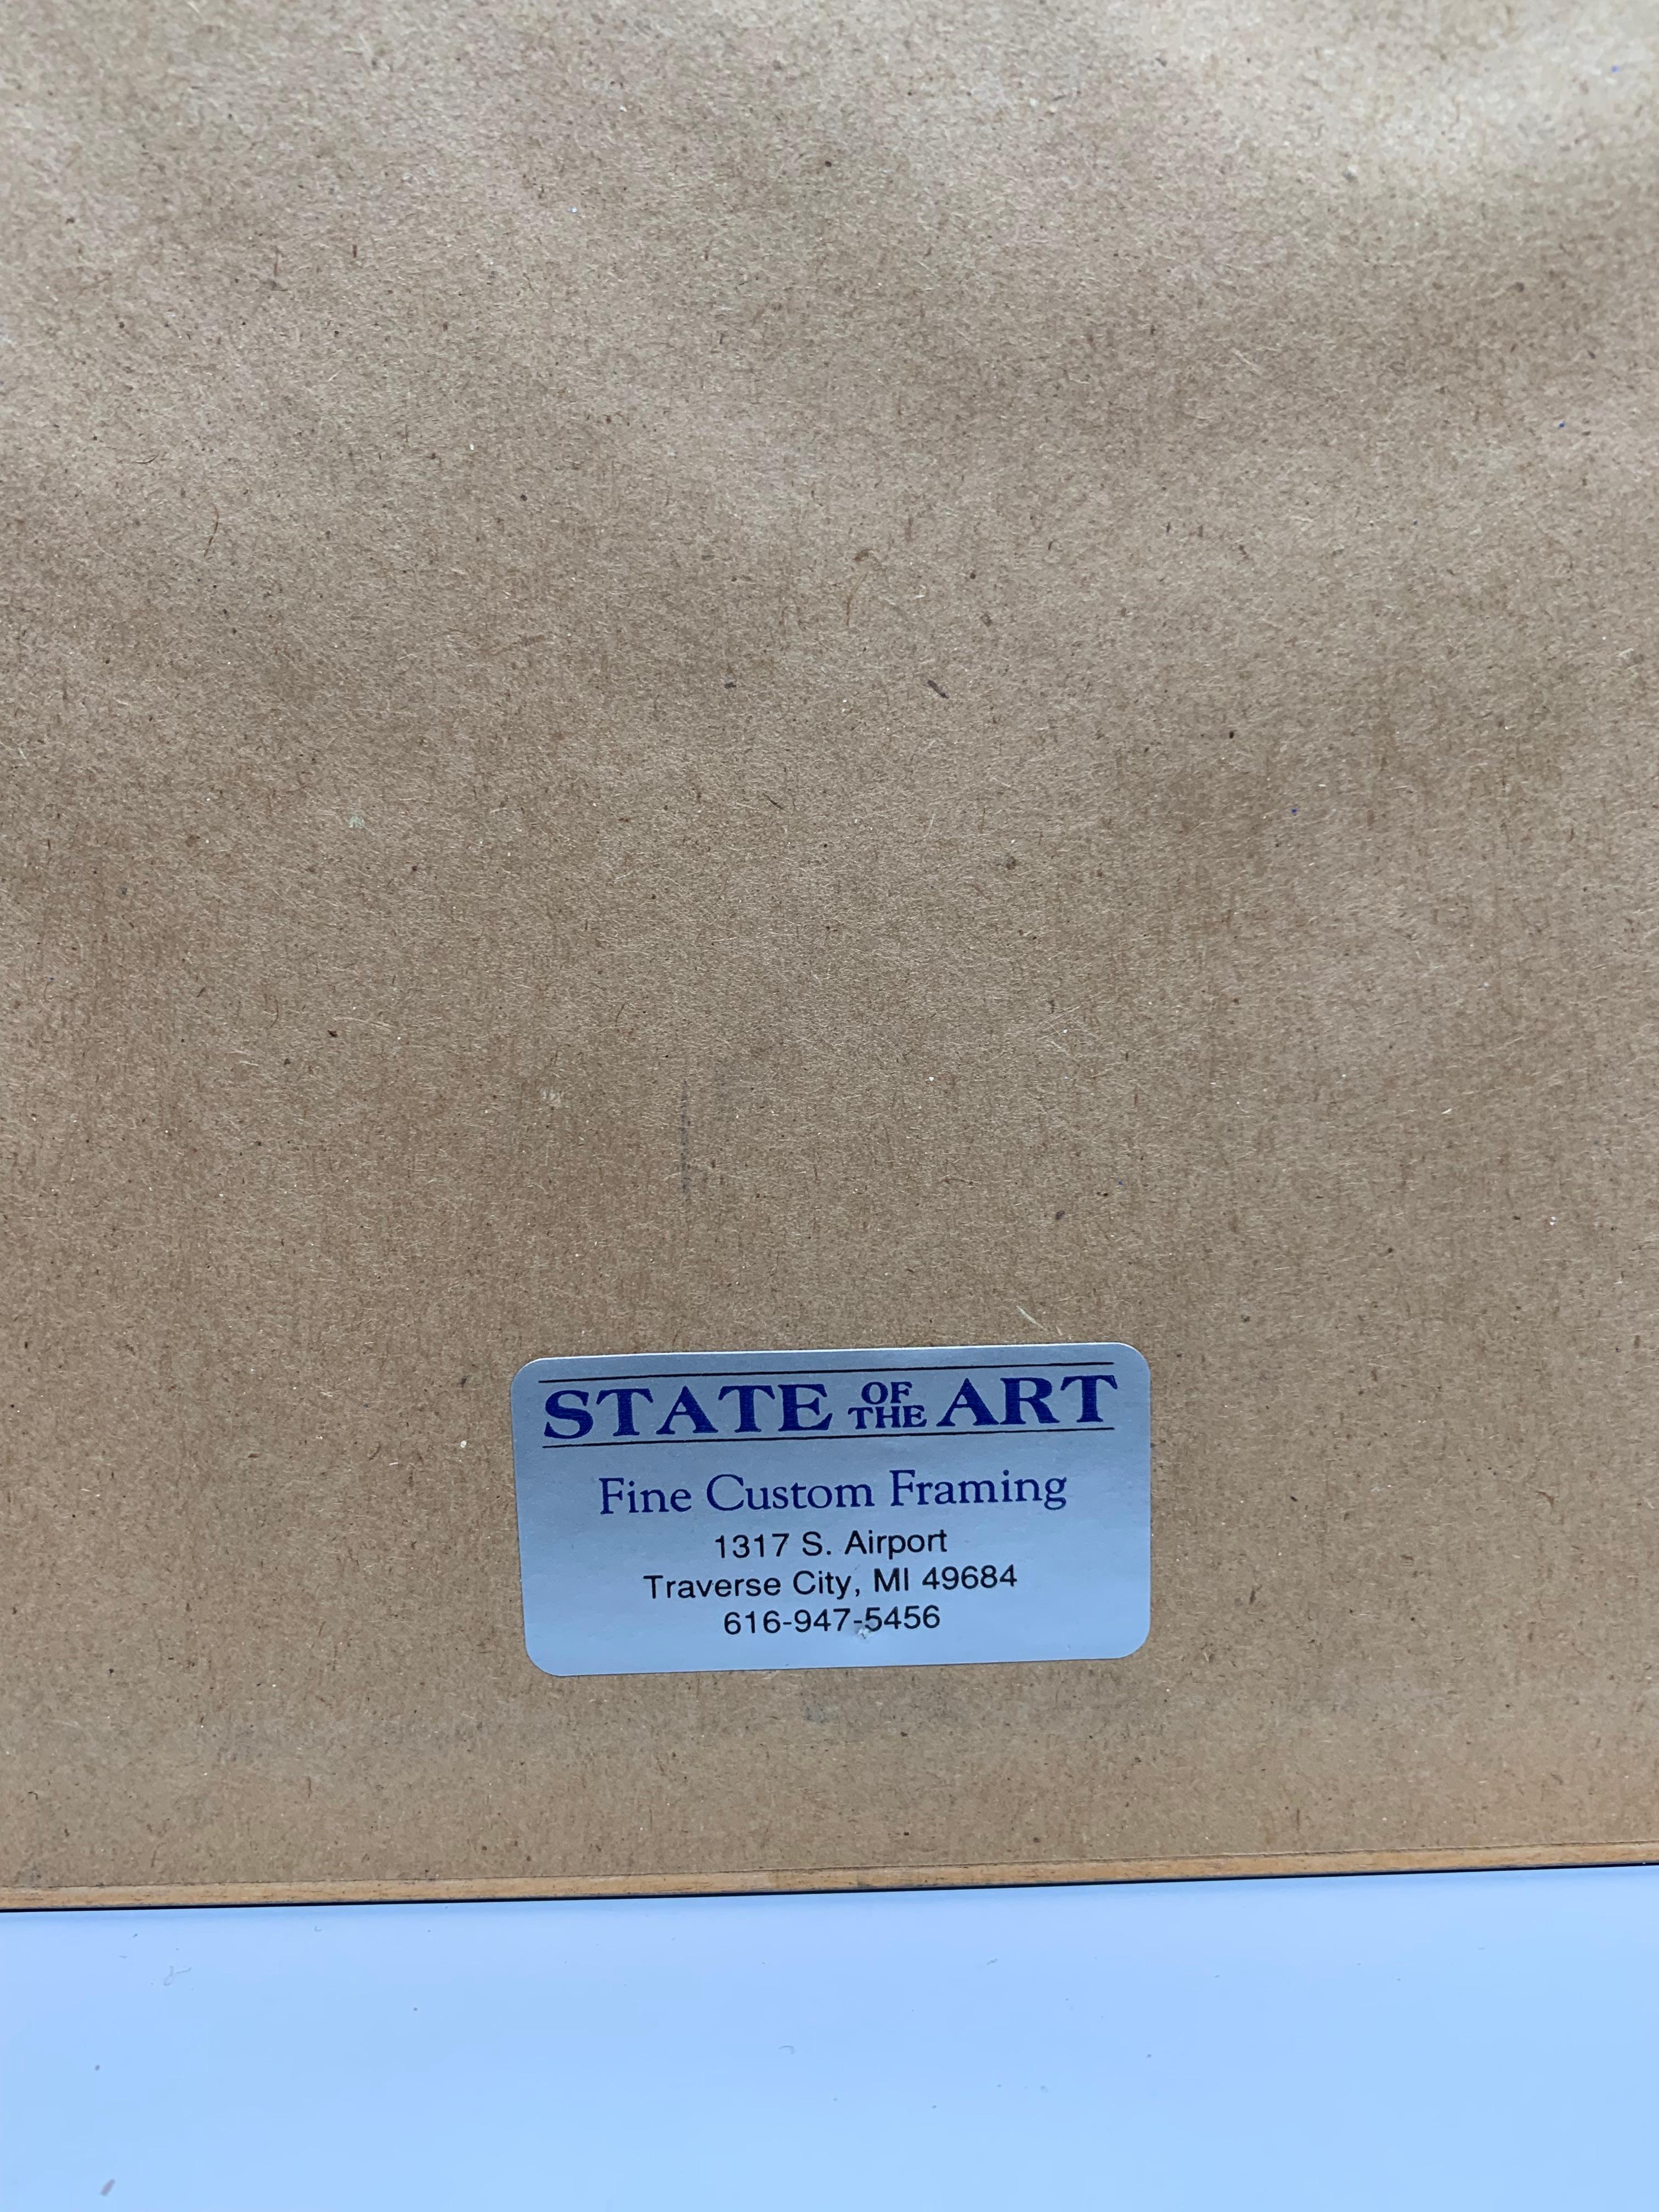 STATE OF THE ART
Fine Custom Framing
1317 S. Airport
Traverse City, MI 49684
616-947-5456